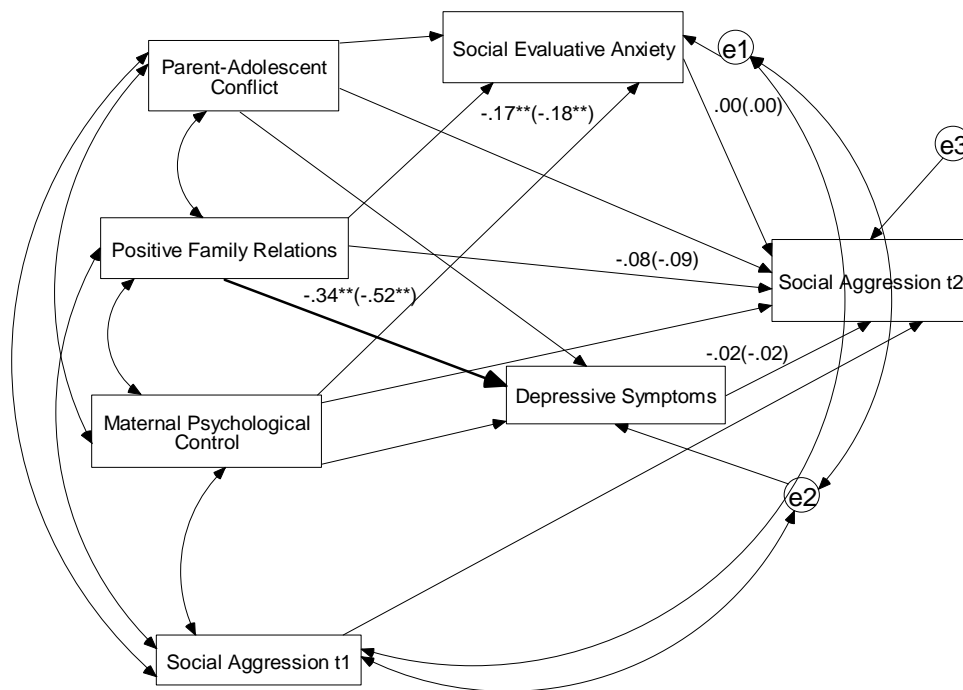 Social Evaluative Anxiety
e1
Parent-Adolescent
Conflict
-.17**(-.18**)
.00(.00)
e3
Positive Family Relations
-.08(-.09)
Social Aggression t2
-.34**(-.52**)
-.02(-.02)
Depressive Symptoms
Maternal Psychological
Control
e2
Social Aggression t1